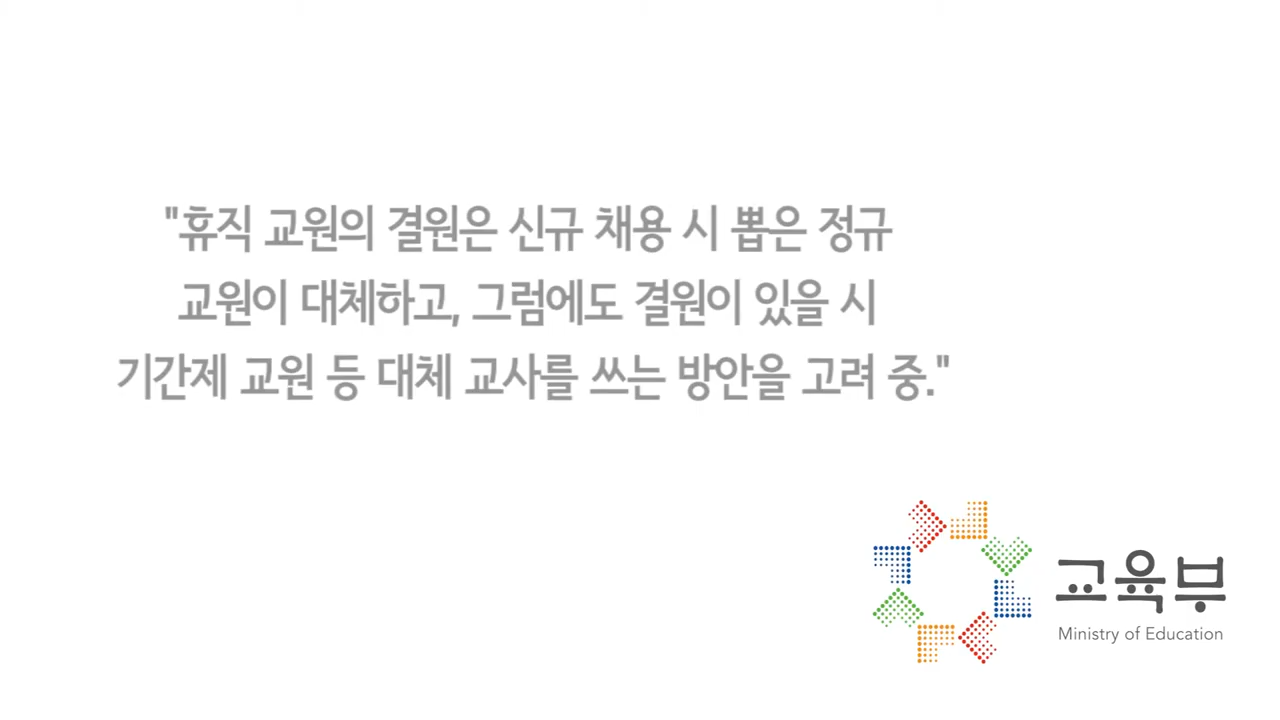 "휴직 교원의 결원은 신규 채용 시 뽑은 정규
교원이 대체하고, 그럼에도 결원이 있을 시
기간제 교원 등 대체 교사를 쓰는 방안을 고려 중."
교육부
Ministry of Education